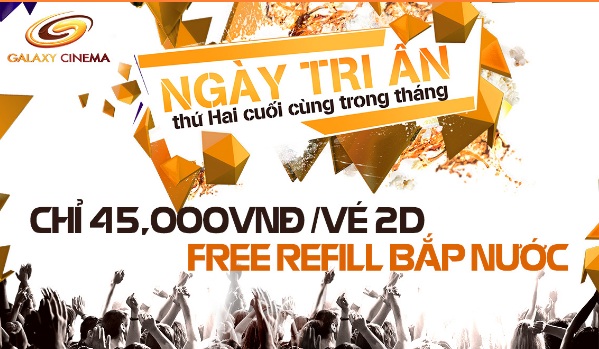 GALAXY CINEMA
NGÀY TRI ÂN
thứ Hai cuối cùng trong tháng
CHỈ 45,000VNĐ /VÉ 2D
FREE REFILL BẮP NƯỚC